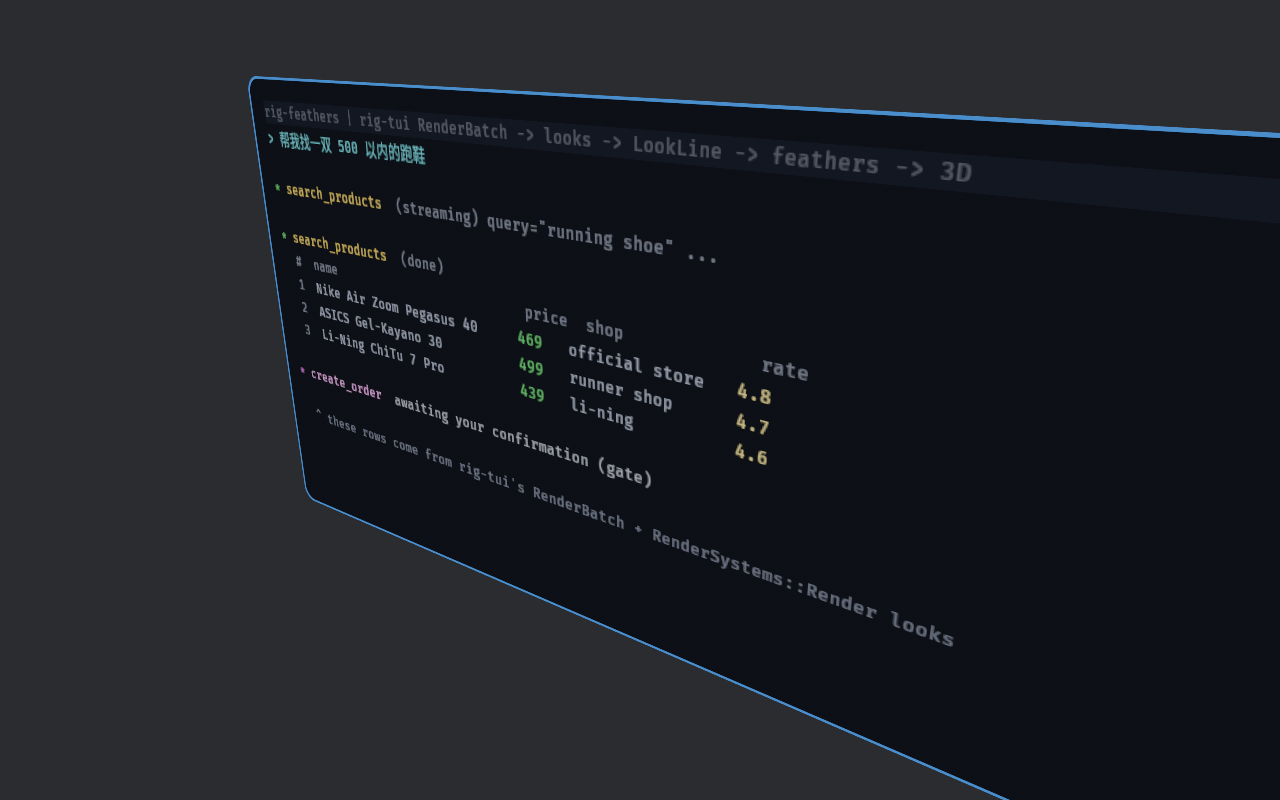 rig-feathers | rig-tui RenderBatch -> looks -> LookLine -> feathers -> 3D
> 帮我找一双 500 以内的跑鞋
* search_products (streaming) query="running shoe" ...
* search_products (done)
# name price shop rate
1 Nike Air Zoom Pegasus 40 469 official store 4.8
2 ASICS Gel-Kayano 30 499 runner shop 4.7
3 Li-Ning ChiTu 7 Pro 439 li-ning 4.6
* create_order awaiting your confirmation (gate)
^ these rows come from rig-tui's RenderBatch + RenderSystems::Render looks